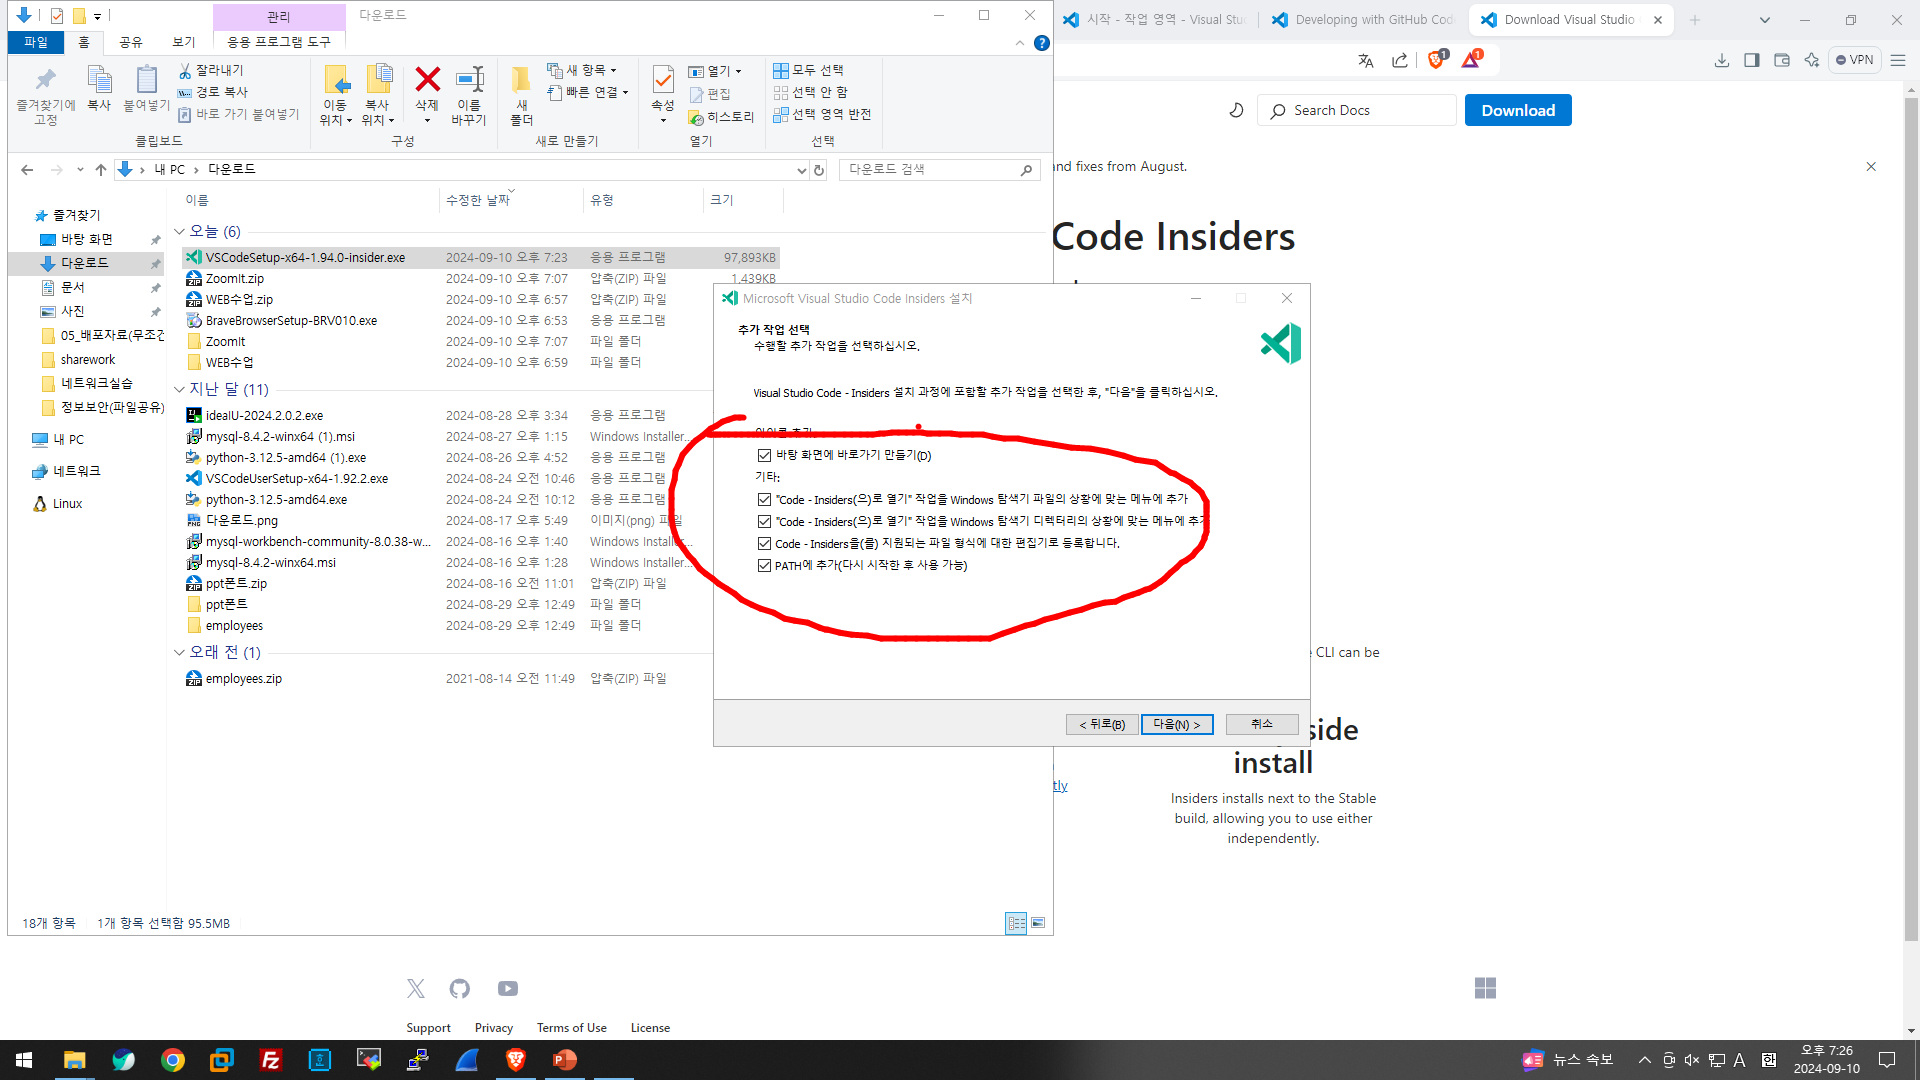 관리
다운로드
파일
홈
공유
보기
응용 프로그램 도구
즐겨찾기에
고정
복사
붙여넣기
잘라내기
경로 복사
바로 가기 붙여넣기
클립보드
이동
위치
복사
위치
삭제
이름
바꾸기
구성
새
폴더
새 항목
빠른 연결
새로 만들기
속성
열기
편집
히스토리
열기
모두 선택
선택 안 함
선택 영역 반전
선택
내 PC > 다운로드
다운로드 검색
이름 수정한 날짜 유형 크기
즐겨찾기
바탕 화면
다운로드
문서
사진
05_배포자료(무조건
sharework
네트워크실습
정보보안(파일공유)
내 PC
네트워크
Linux
오늘 (6)
VSCodeSetup-x64-1.94.0-insider.exe 2024-09-10 오후 7:23 응용 프로그램 97,893KB
ZoomIt.zip 2024-09-10 오후 7:07 압축(ZIP) 파일 1,439KB
WEB수업.zip 2024-09-10 오후 6:57 압축(ZIP) 파일
BraveBrowserSetup-BRV010.exe 2024-09-10 오후 6:53 응용 프로그램
ZoomIt 2024-09-10 오후 7:07 파일 폴더
WEB수업 2024-09-10 오후 6:59 파일 폴더
지난 달 (11)
ideaIU-2024.2.0.2.exe 2024-08-28 오후 3:34 응용 프로그램
mysql-8.4.2-winx64 (1).msi 2024-08-27 오후 1:15 Windows Installer...
python-3.12.5-amd64 (1).exe 2024-08-26 오후 4:52 응용 프로그램
VSCodeUserSetup-x64-1.92.2.exe 2024-08-24 오전 10:46 응용 프로그램
python-3.12.5-amd64.exe 2024-08-24 오전 10:12 응용 프로그램
다운로드.png 2024-08-17 오후 5:49 이미지(png) 파일
mysql-workbench-community-8.0.38-w... 2024-08-16 오후 1:40 Windows Installer...
mysql-8.4.2-winx64.msi 2024-08-16 오후 1:28 Windows Installer...
ppt폰트.zip 2024-08-16 오전 11:01 압축(ZIP) 파일
ppt폰트 2024-08-29 오후 12:49 파일 폴더
employees 2024-08-29 오후 12:49 파일 폴더
오래 전 (1)
employees.zip 2021-08-14 오전 11:49 압축(ZIP) 파일
18개 항목 1개 항목 선택함 95.5MB
시작 - 작업 영역 - Visual Stu
Developing with GitHub Cod
Download Visual Studio
1
1
VPN
Search Docs
Download
and fixes from August.
Code Insiders
Microsoft Visual Studio Code Insiders 설치
추가 작업 선택
수행할 추가 작업을 선택하십시오.
Visual Studio Code - Insiders 설치 과정에 포함할 추가 작업을 선택한 후, "다음"을 클릭하십시오.
바탕 화면에 바로가기 만들기(D)
기타:
"Code - Insiders(으)로 열기" 작업을 Windows 탐색기 파일의 상황에 맞는 메뉴에 추가
"Code - Insiders(으)로 열기" 작업을 Windows 탐색기 디렉터리의 상황에 맞는 메뉴에 추가
Code - Insiders을(를) 지원되는 파일 형식에 대한 편집기로 등록합니다.
PATH에 추가(다시 시작한 후 사용 가능)
< 뒤로(B)
다음(N) >
취소
CLI can be
side
install
tly
Insiders installs next to the Stable
build, allowing you to use either
independently.
Support Privacy Terms of Use License
뉴스 속보
A
한
오후 7:26
2024-09-10